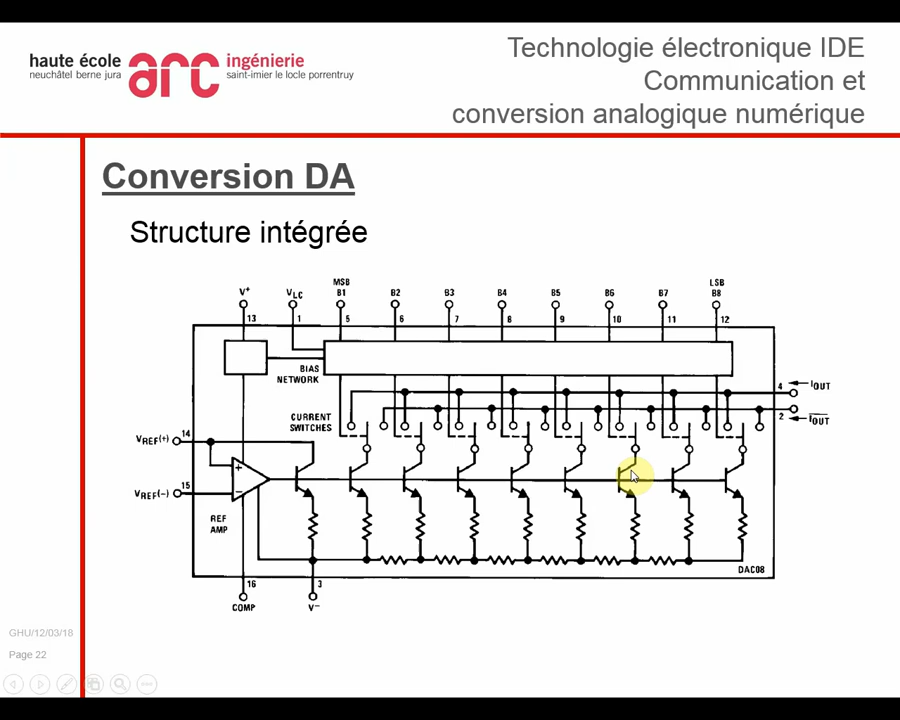 haute école
neuchâtel berne jura
arc
ingénierie
saint-imier le locle porrentruy
Technologie électronique IDE
Communication et
conversion analogique numérique
Conversion DA
Structure intégrée
V+
VLC
MSB
B1
B2
B3
B4
B5
B6
B7
LSB
B8
13
1
5
6
7
8
9
10
11
12
BIAS
NETWORK
4
IOUT
CURRENT
SWITCHES
2
IOUT
VREF(+)
14
+
VREF(−)
15
−
REF
AMP
DAC08
16
3
COMP
V−
GHU/12/03/18
Page 22